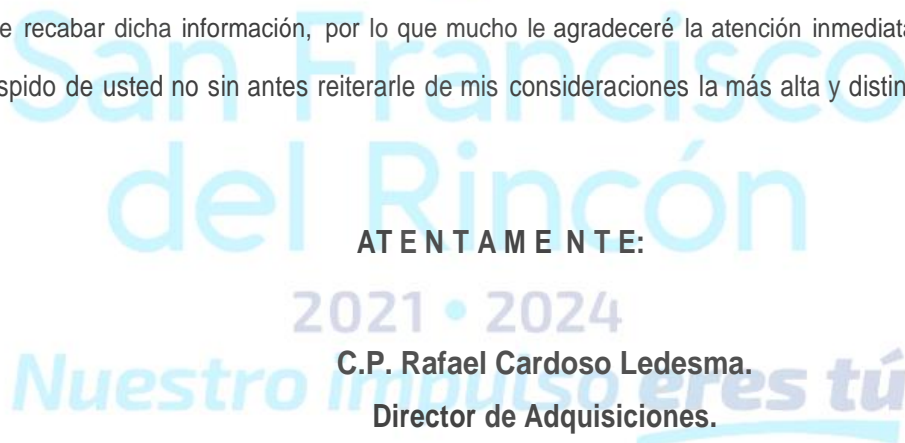 e recabar dicha información, por lo que mucho le agradeceré la atención inmediata
San Francisco
spido de usted no sin antes reiterarle de mis consideraciones la más alta y distin
del Rincón
AT E N T A M E N T E:
2021 • 2024
C.P. Rafael Cardoso Ledesma.
Nuestro impulso eres tú
Director de Adquisiciones.